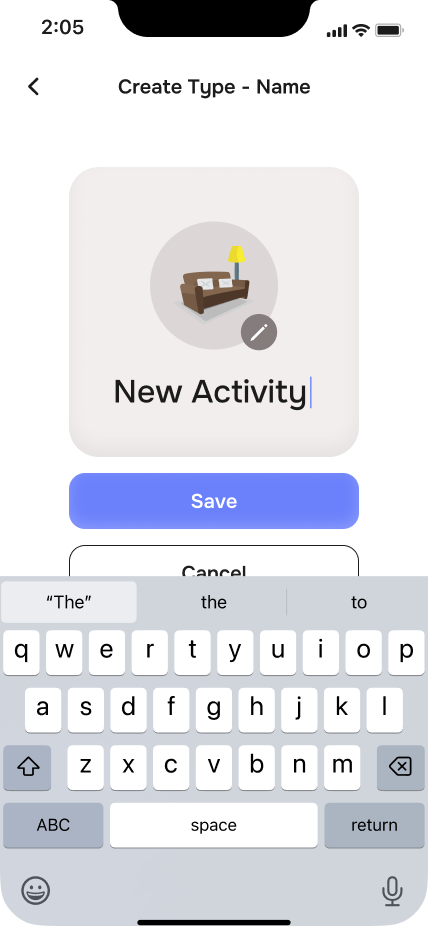 2:05
Create Type - Name
New Activity
Save
Cancel
“The” the to
q w e r t y u i o p
a s d f g h j k l
z x c v b n m
ABC space return